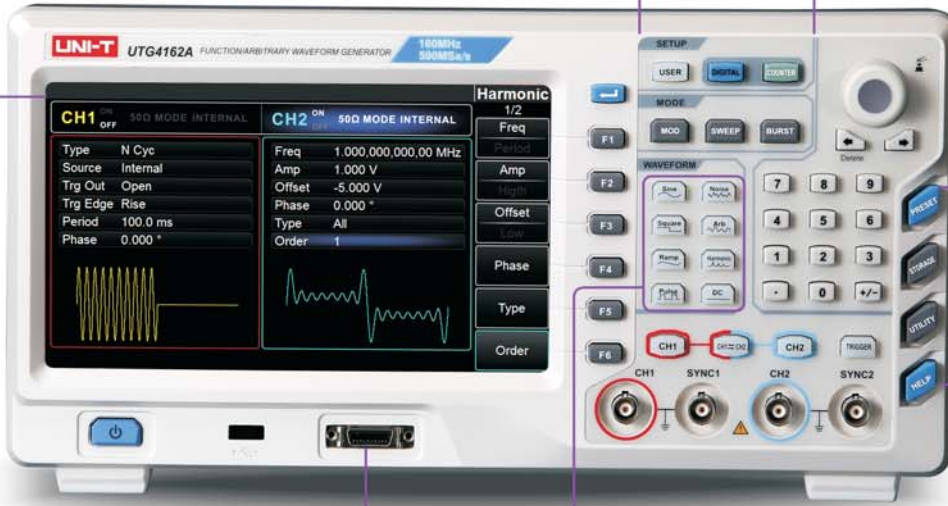 UNI-T UTG4162A FUNCTION/ARBITRARY WAVEFORM GENERATOR
160MHz
500MSa/s
CH1 ON
OFF
50Ω MODE INTERNAL
CH2 ON
OFF
50Ω MODE INTERNAL
Harmonic
1/2
Type N Cyc
Source Internal
Trg Out Open
Trg Edge Rise
Period 100.0 ms
Phase 0.000 °
Freq 1.000,000,000,00 MHz
Amp 1.000 V
Offset -5.000 V
Phase 0.000 °
Type All
Order 1
Freq
Period
Amp
Higth
Offset
Low
Phase
Type
Order
F1
F2
F3
F4
F5
F6
SETUP
USER DIGITAL COUNTER
MODE
MOD SWEEP BURST
WAVEFORM
Sine Noise
Square Arb
Ramp Harmonic
Pulse DC
Delete
7 8 9
4 5 6
1 2 3
. 0 +/-
PRESET
STORAGE
UTILITY
HELP
CH1 CH1⇌CH2 CH2 TRIGGER
CH1 SYNC1 CH2 SYNC2